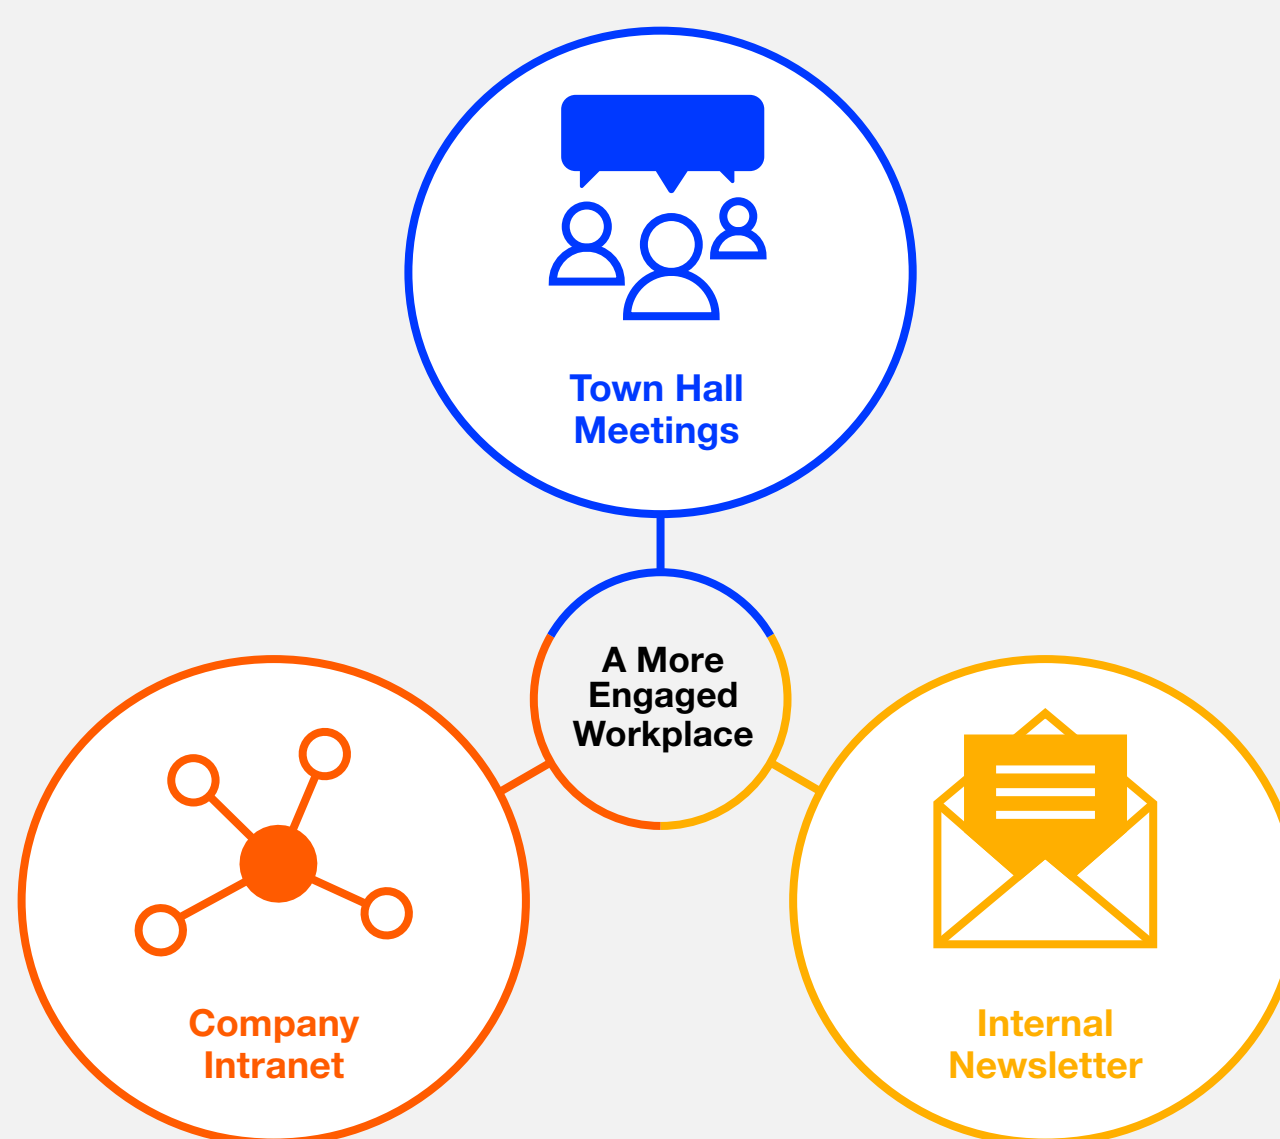 Town Hall
Meetings
A More
Engaged
Workplace
Company
Intranet
Internal
Newsletter